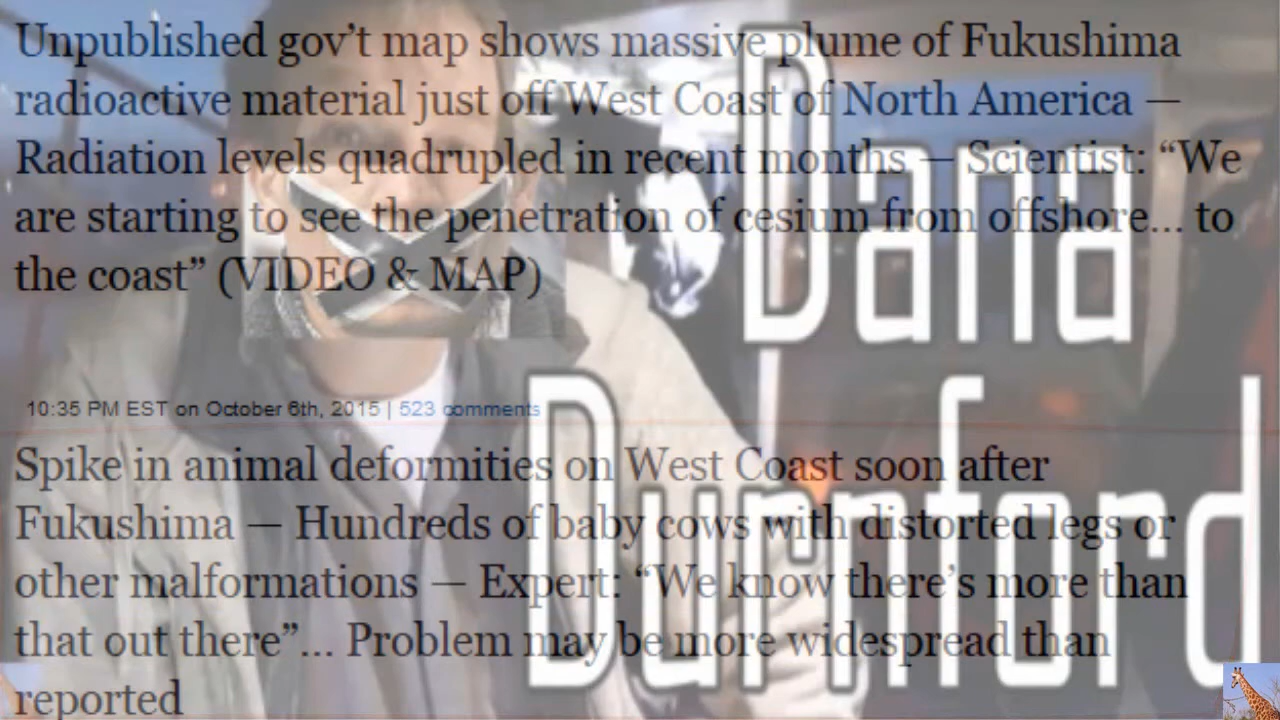 Unpublished gov’t map shows massive plume of Fukushima
radioactive material just off West Coast of North America —
Radiation levels quadrupled in recent months — Scientist: “We
are starting to see the penetration of cesium from offshore… to
the coast” (VIDEO & MAP)
Dana
10:35 PM EST on October 6th, 2015 | 523 comments
Durnford
Spike in animal deformities on West Coast soon after
Fukushima — Hundreds of baby cows with distorted legs or
other malformations — Expert: “We know there’s more than
that out there”… Problem may be more widespread than
reported